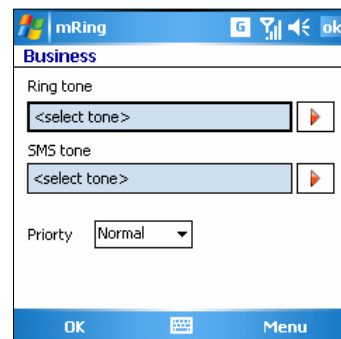 mRing G ok
Business
Ring tone
<select tone>
SMS tone
<select tone>
Priorty Normal
OK Menu